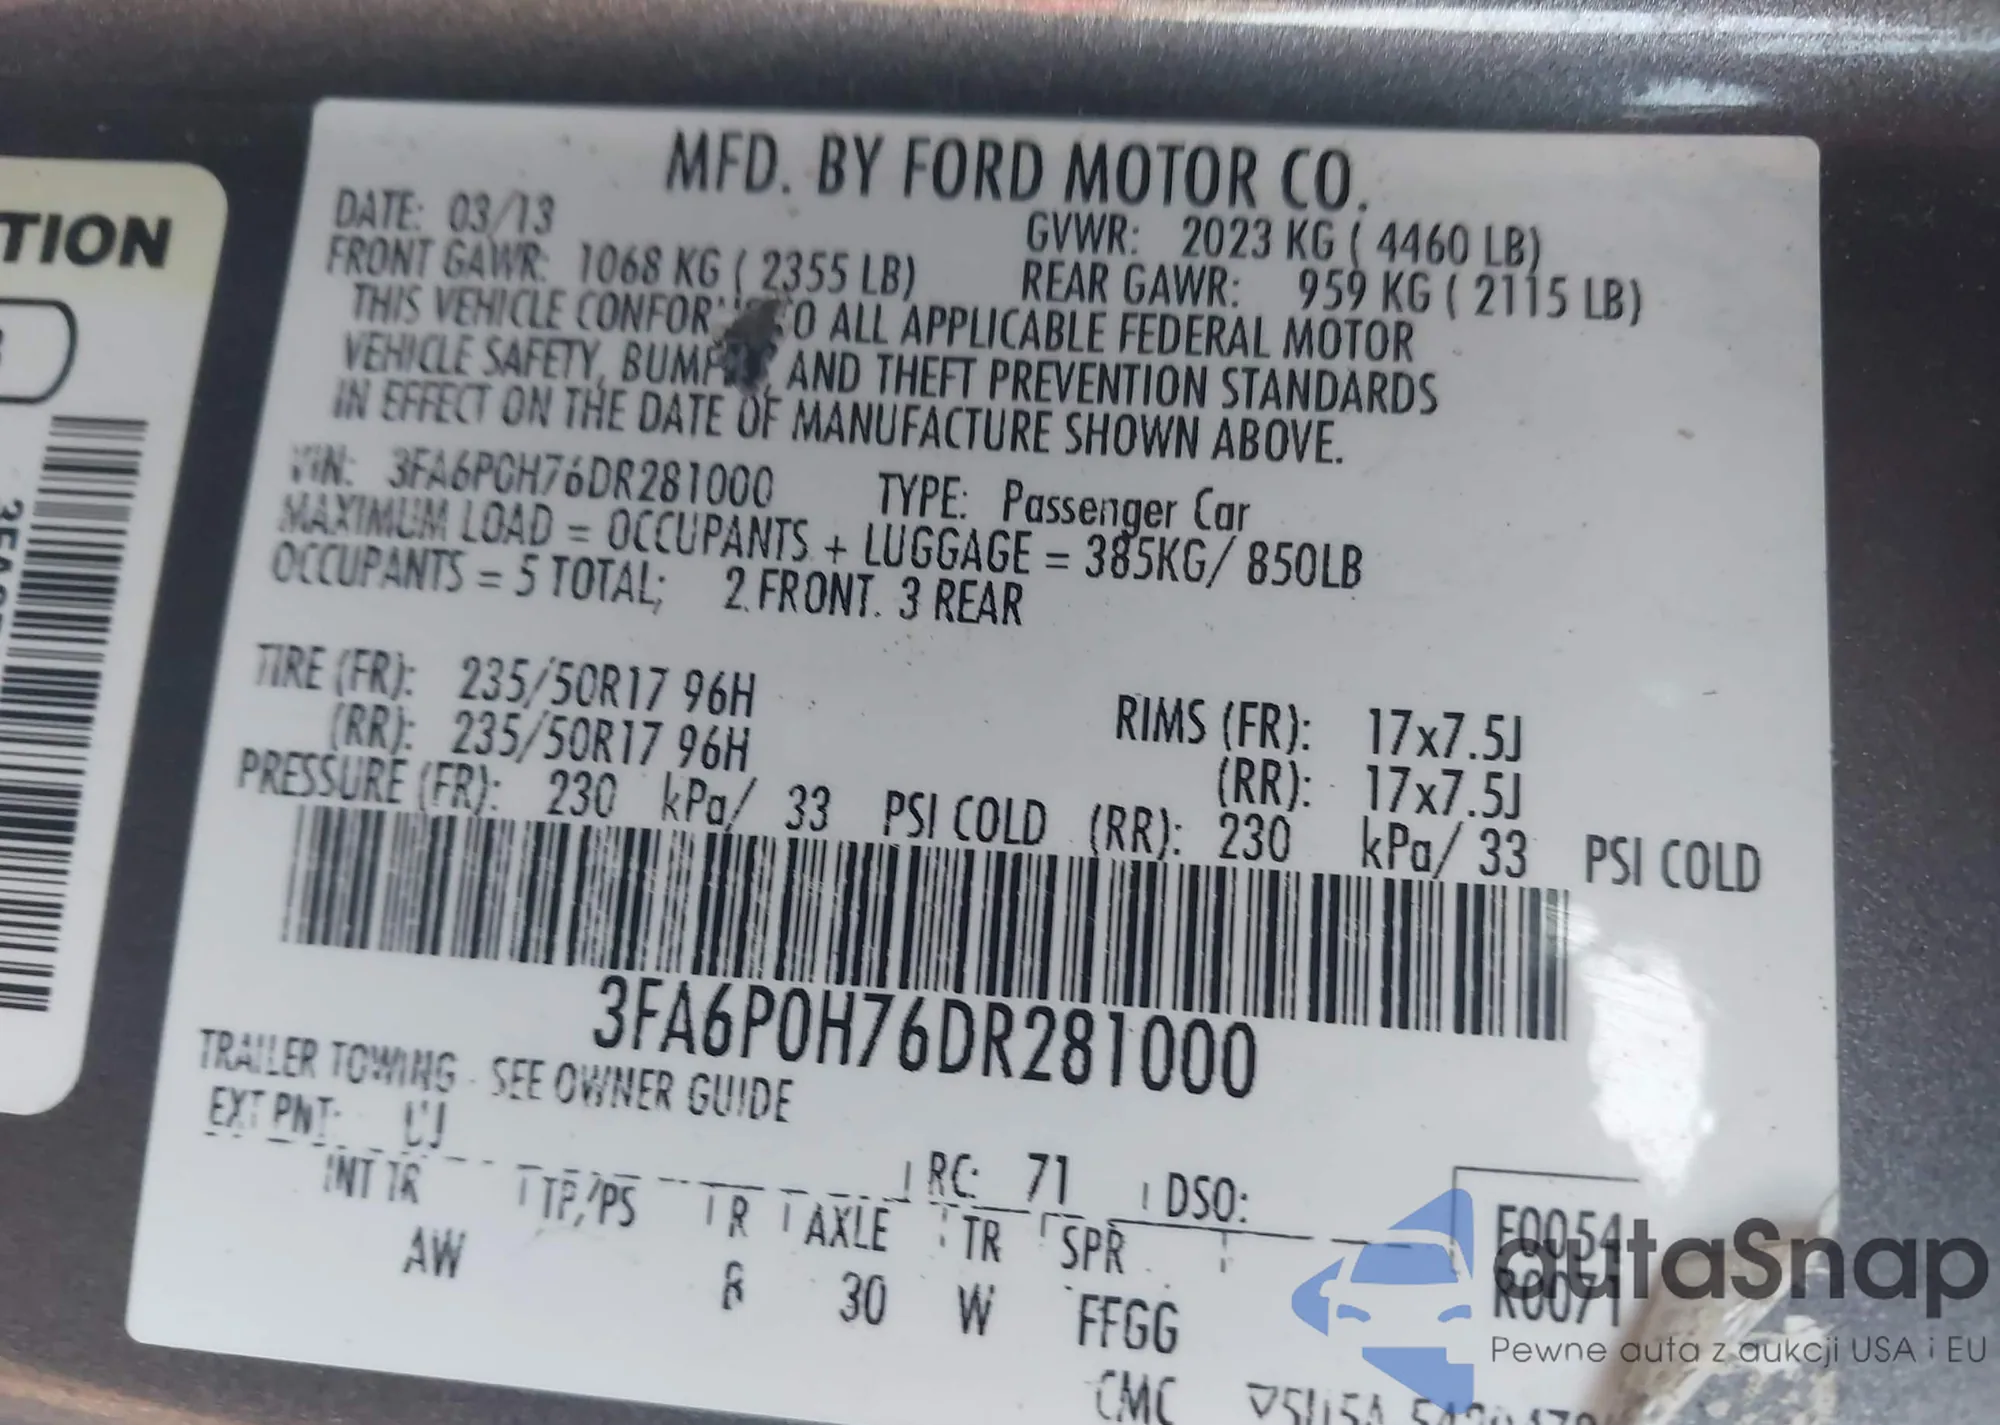 TION
MFD. BY FORD MOTOR CO.
DATE: 03/13 GVWR: 2023 KG ( 4460 LB)
FRONT GAWR: 1068 KG ( 2355 LB) REAR GAWR: 959 KG ( 2115 LB)
THIS VEHICLE ALL APPLICABLE FEDERAL MOTOR
VEHICLE SAFETY, AND THEFT PREVENTION STANDARDS
IN EFFECT ON THE DATE OF MANUFACTURE SHOWN ABOVE.
VIN: 3FA6P0H76DR281000 TYPE: Passenger Car
MAXIMUM LOAD = OCCUPANTS + LUGGAGE = 385KG/ 850LB
OCCUPANTS = 5 TOTAL; 2 FRONT. 3 REAR
TIRE (FR): 235/50R17 96H RIMS (FR): 17x7.5J
(RR): 235/50R17 96H (RR): 17x7.5J
PRESSURE (FR): 230 kPa/ 33 PSI COLD (RR): 230 kPa/ 33 PSI COLD
3FA6P0H76DR281000
TRAILER TOWING - SEE OWNER GUIDE
EXT PNT: RC: 71 DSO:
INT TR TP/PS R AXLE TR SPR F0054
AW 30 W FFGG R0071
CMC
autaSnap
Pewne auta z aukcji USA i EU